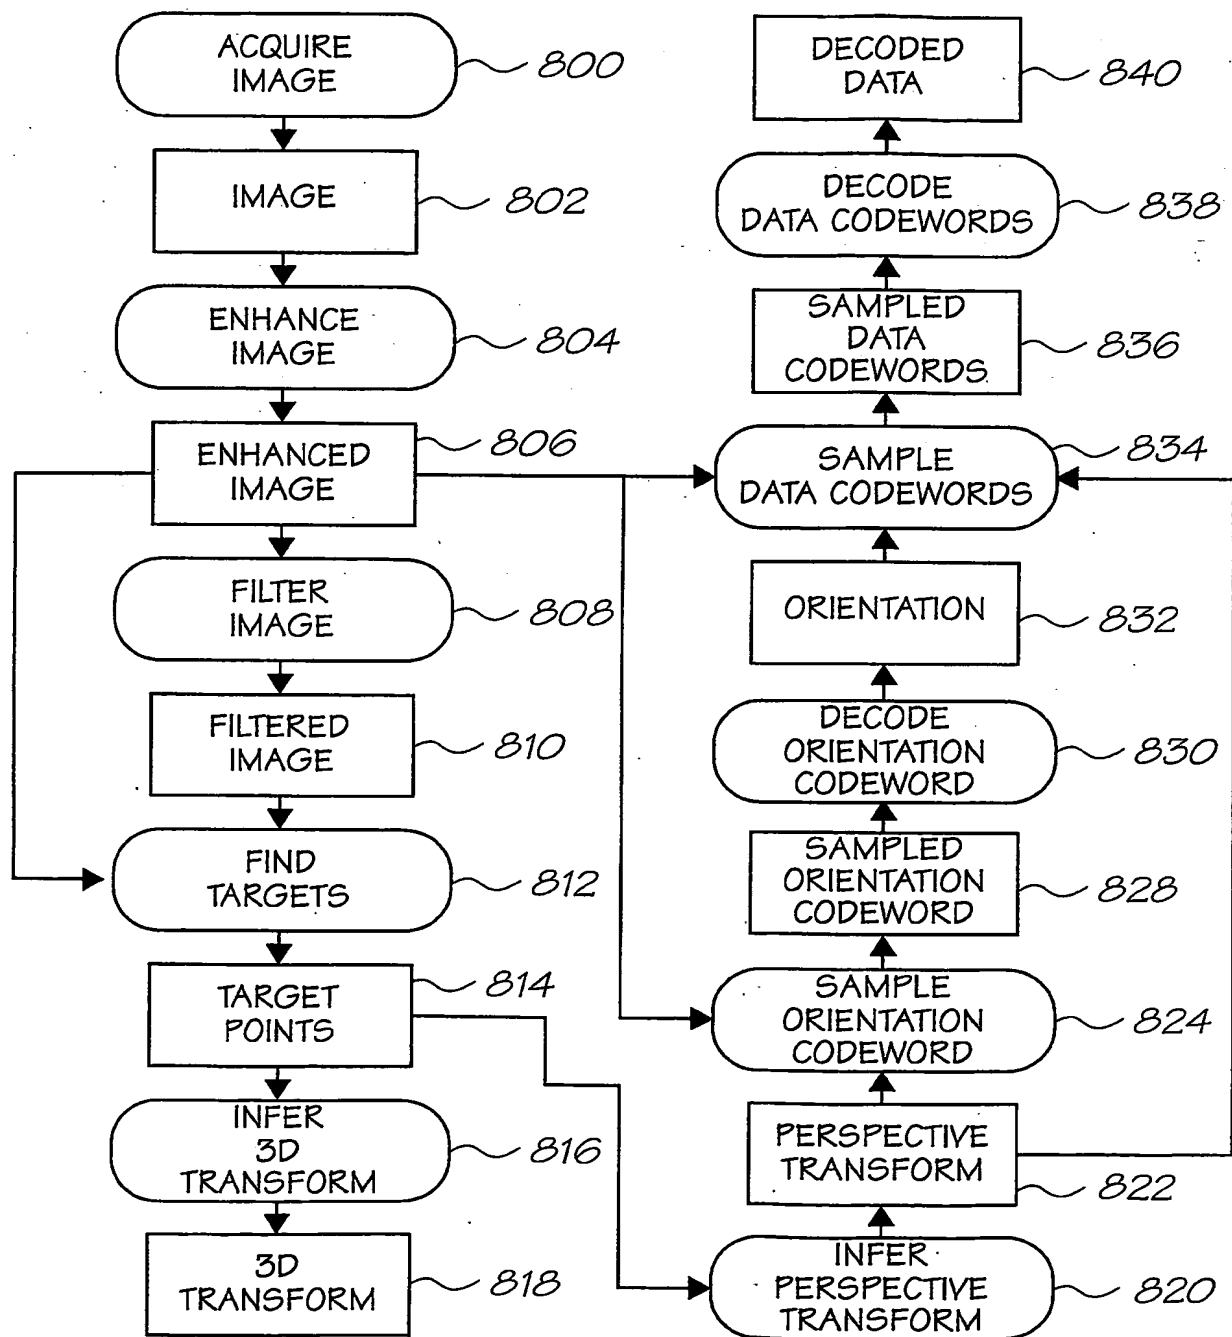 ACQUIRE
IMAGE
800
IMAGE
802
ENHANCE
IMAGE
804
ENHANCED
IMAGE
806
FILTER
IMAGE
808
FILTERED
IMAGE
810
FIND
TARGETS
812
TARGET
POINTS
814
INFER
3D
TRANSFORM
816
3D
TRANSFORM
818
DECODED
DATA
840
DECODE
DATA CODEWORDS
838
SAMPLED
DATA
CODEWORDS
836
SAMPLE
DATA CODEWORDS
834
ORIENTATION
832
DECODE
ORIENTATION
CODEWORD
830
SAMPLED
ORIENTATION
CODEWORD
828
SAMPLE
ORIENTATION
CODEWORD
824
PERSPECTIVE
TRANSFORM
822
INFER
PERSPECTIVE
TRANSFORM
820